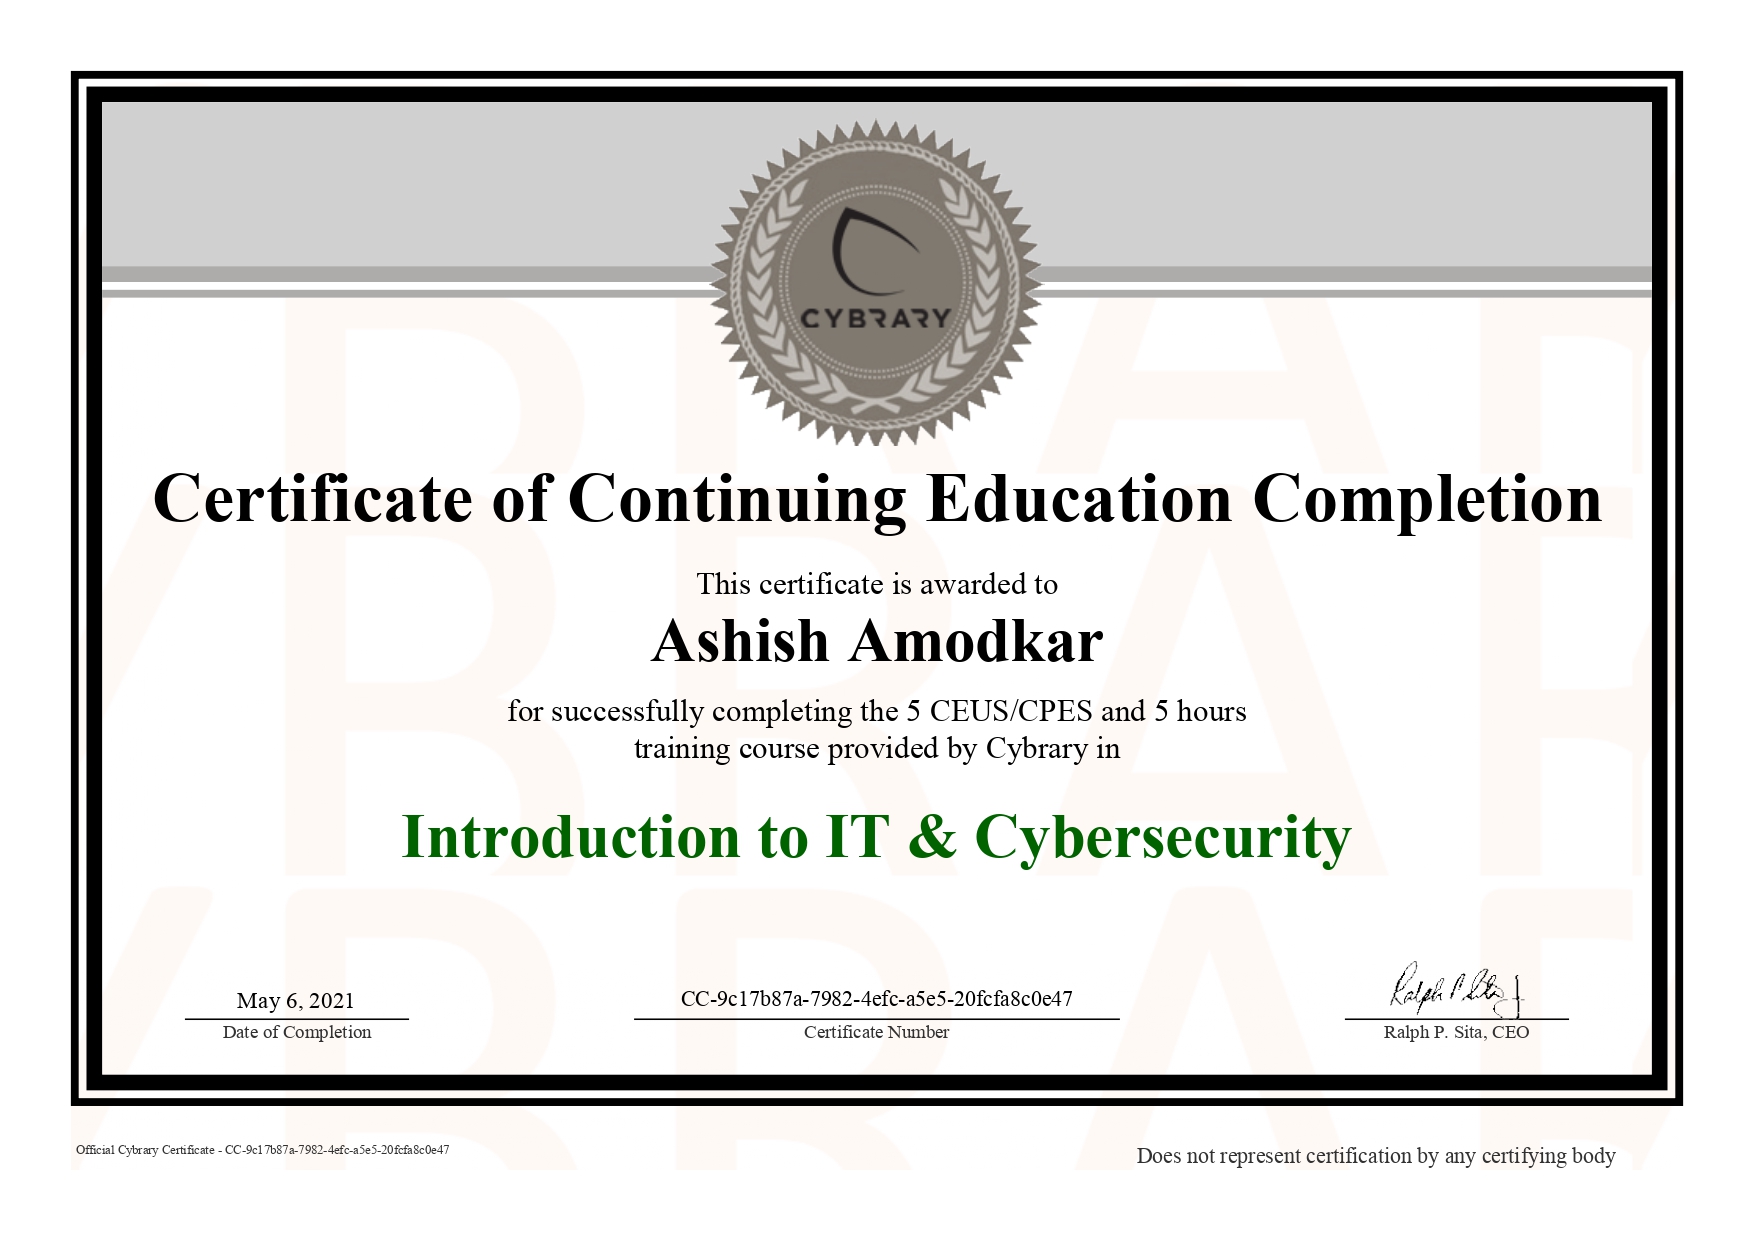 CYBRARY
Certificate of Continuing Education Completion
This certificate is awarded to
Ashish Amodkar
for successfully completing the 5 CEUS/CPES and 5 hours
training course provided by Cybrary in
Introduction to IT & Cybersecurity
May 6, 2021
Date of Completion
CC-9c17b87a-7982-4efc-a5e5-20fcfa8c0e47
Certificate Number
Ralph P. Sita
Ralph P. Sita, CEO
Official Cybrary Certificate - CC-9c17b87a-7982-4efc-a5e5-20fcfa8c0e47
Does not represent certification by any certifying body